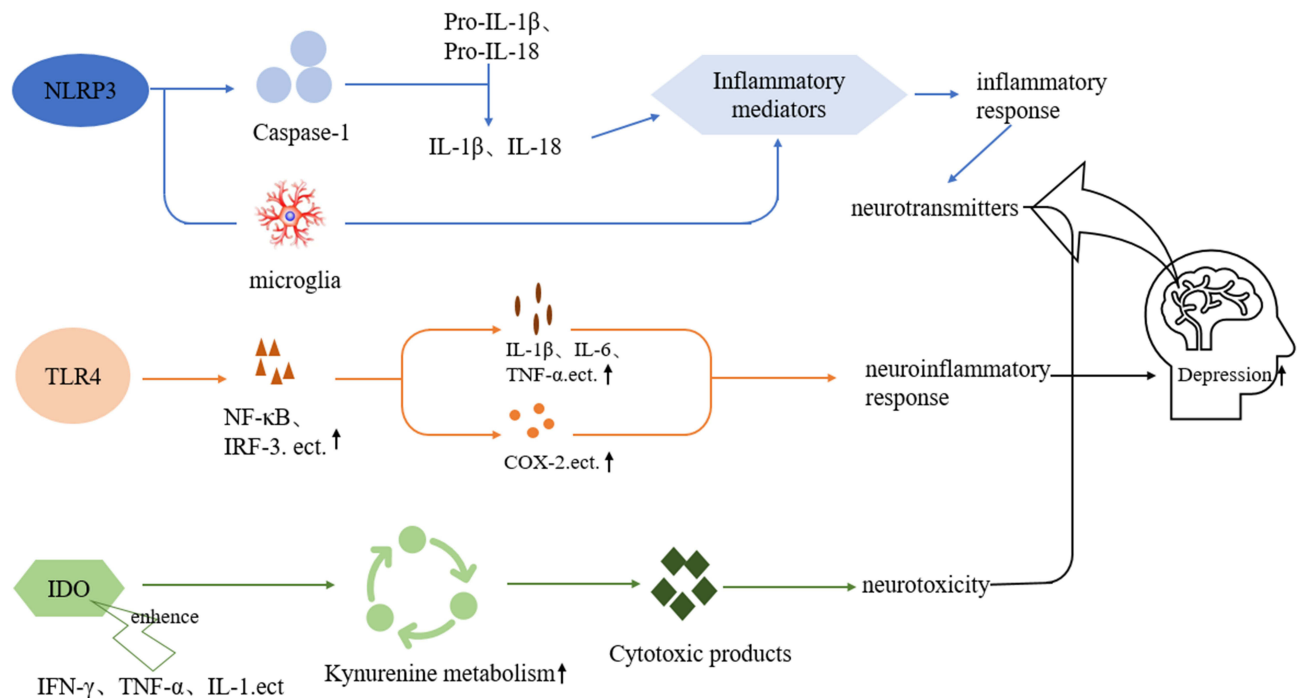 Pro-IL-1β、
Pro-IL-18
NLRP3
Caspase-1
IL-1β、IL-18
Inflammatory
mediators
inflammatory
response
neurotransmitters
microglia
TLR4
NF-κB、
IRF-3. ect.↑
IL-1β、IL-6、
TNF-α.ect.↑
COX-2.ect.↑
neuroinflammatory
response
Depression↑
IDO
enhence
IFN-γ、TNF-α、IL-1.ect
Kynurenine metabolism↑
Cytotoxic products
neurotoxicity